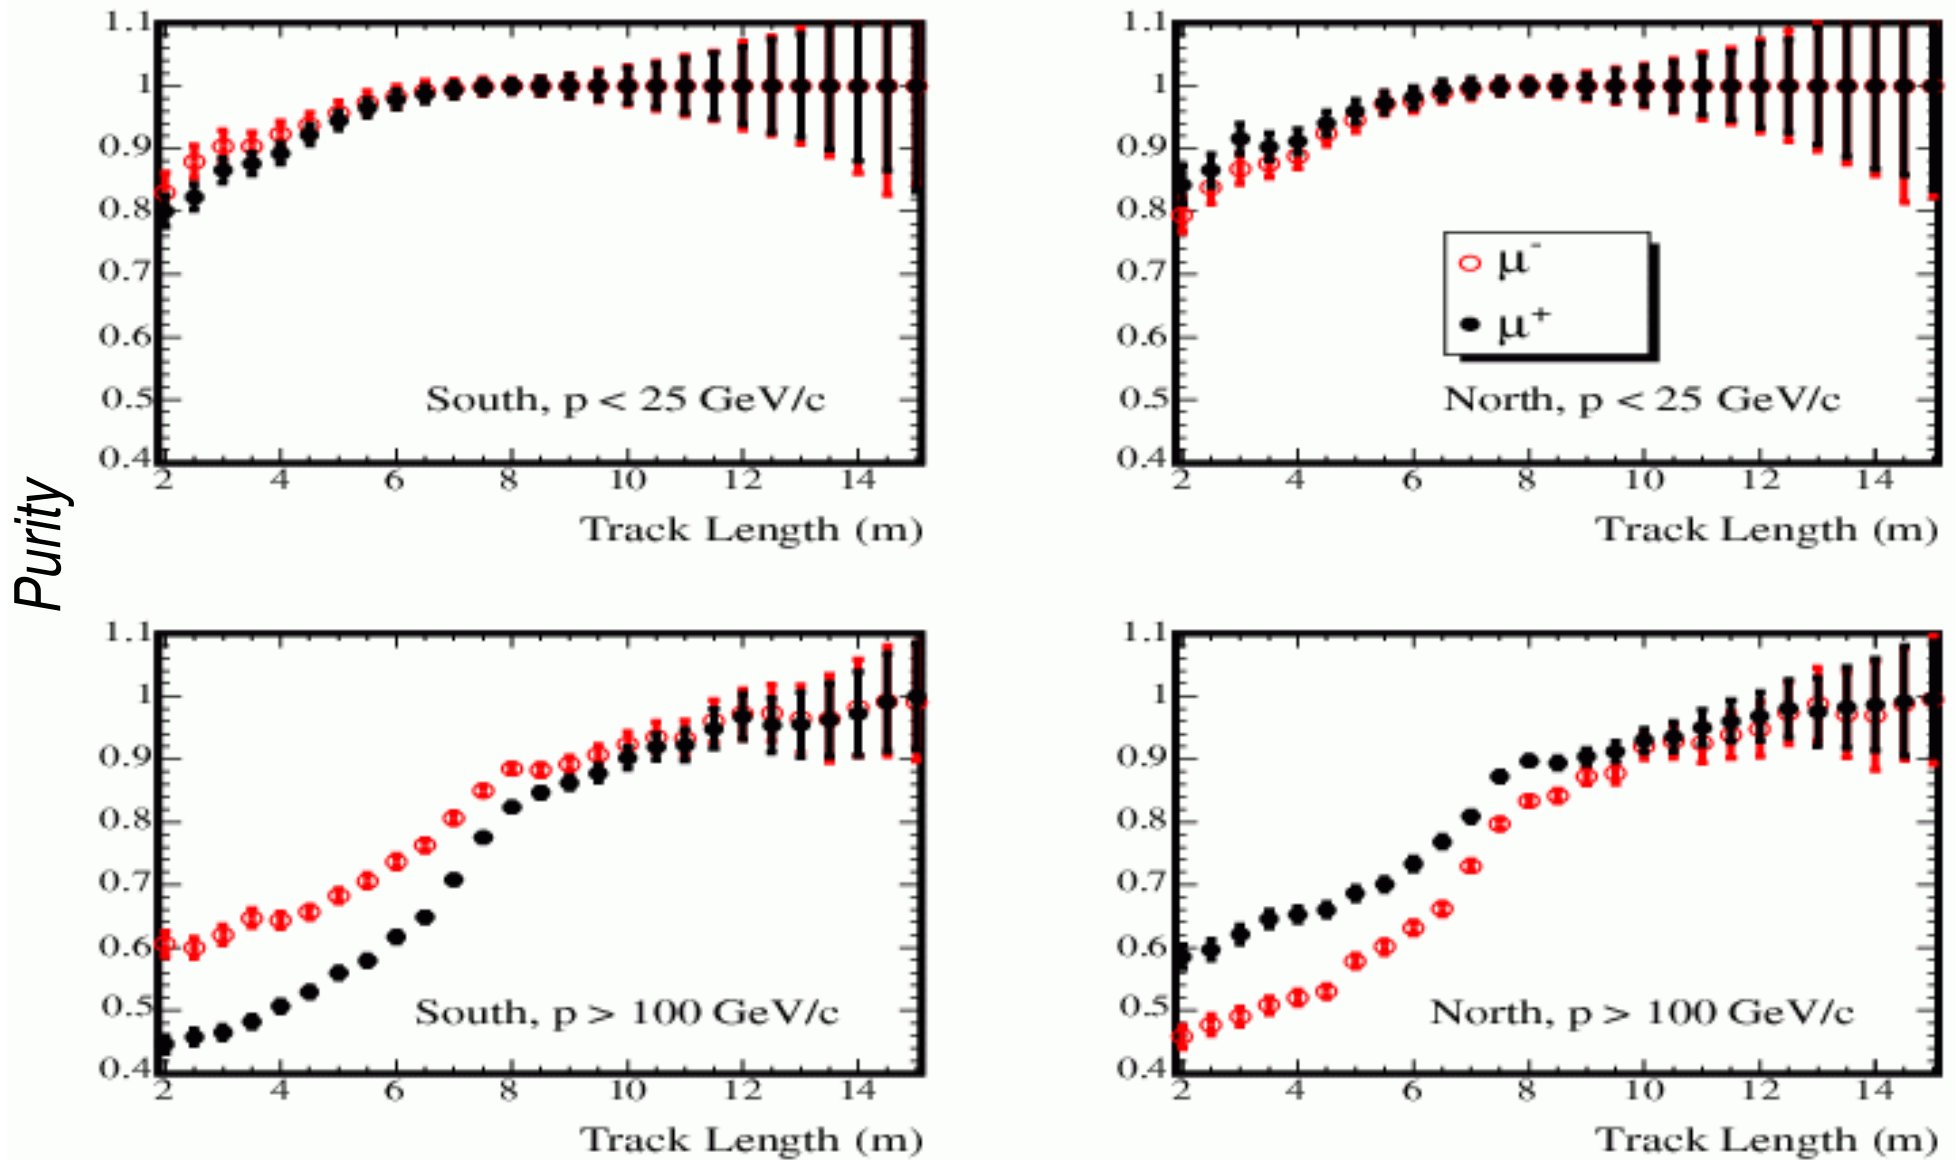 Purity
1.1
1
0.9
0.8
0.7
0.6
0.5
0.4
South, p < 25 GeV/c
2 4 6 8 10 12 14
Track Length (m)
1.1
1
0.9
0.8
0.7
0.6
0.5
0.4
μ-
μ+
North, p < 25 GeV/c
2 4 6 8 10 12 14
Track Length (m)
1.1
1
0.9
0.8
0.7
0.6
0.5
0.4
South, p > 100 GeV/c
2 4 6 8 10 12 14
Track Length (m)
1.1
1
0.9
0.8
0.7
0.6
0.5
0.4
North, p > 100 GeV/c
2 4 6 8 10 12 14
Track Length (m)